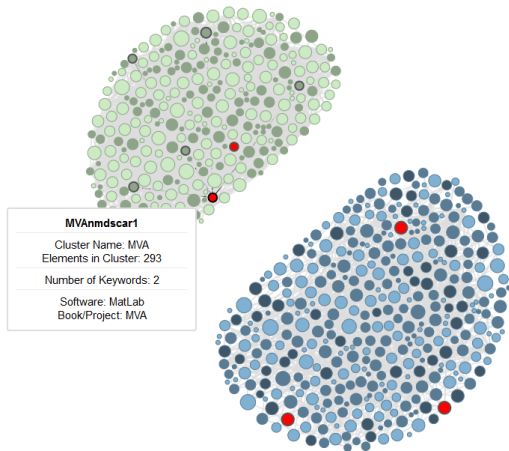 MVAnmdscar1
Cluster Name: MVA
Elements in Cluster: 293
Number of Keywords: 2
Software: MatLab
Book/Project: MVA